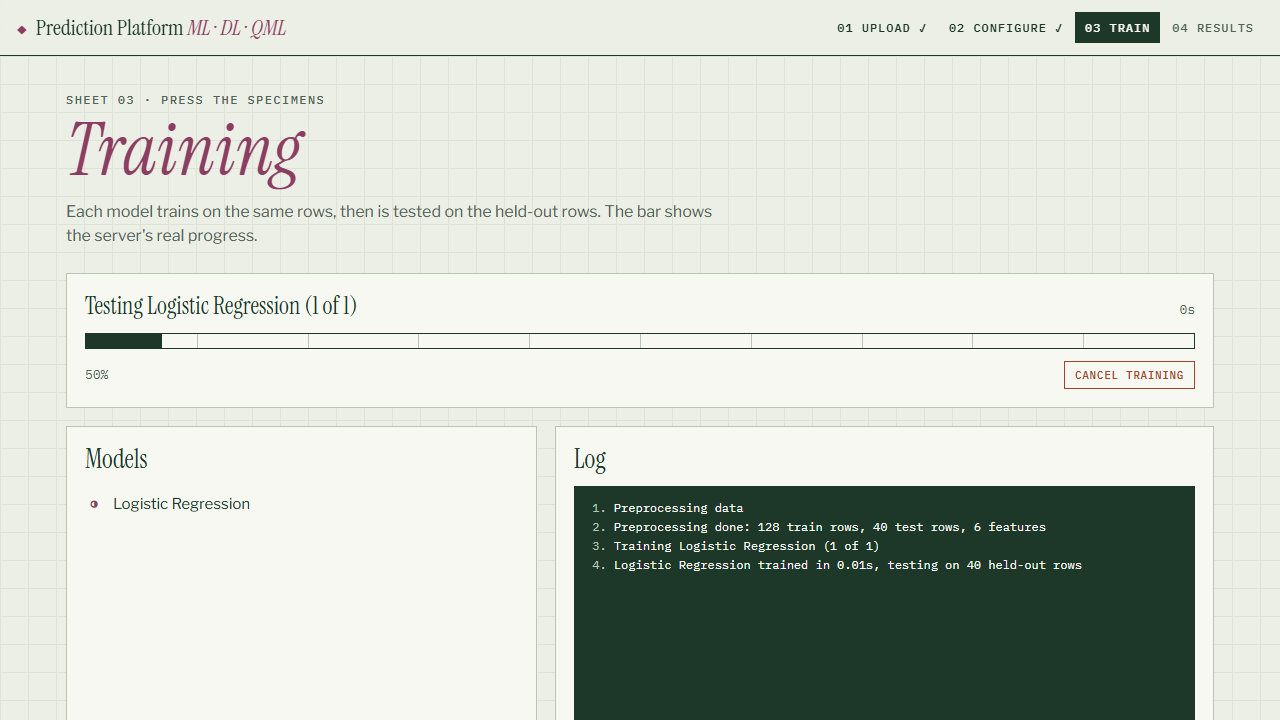 Prediction Platform ML · DL · QML
01 UPLOAD ✓ 02 CONFIGURE ✓ 03 TRAIN 04 RESULTS
SHEET 03 · PRESS THE SPECIMENS
Training
Each model trains on the same rows, then is tested on the held-out rows. The bar shows
the server's real progress.
Testing Logistic Regression (1 of 1)
0s
50%
CANCEL TRAINING
Models
Logistic Regression
Log
1. Preprocessing data
2. Preprocessing done: 128 train rows, 40 test rows, 6 features
3. Training Logistic Regression (1 of 1)
4. Logistic Regression trained in 0.01s, testing on 40 held-out rows